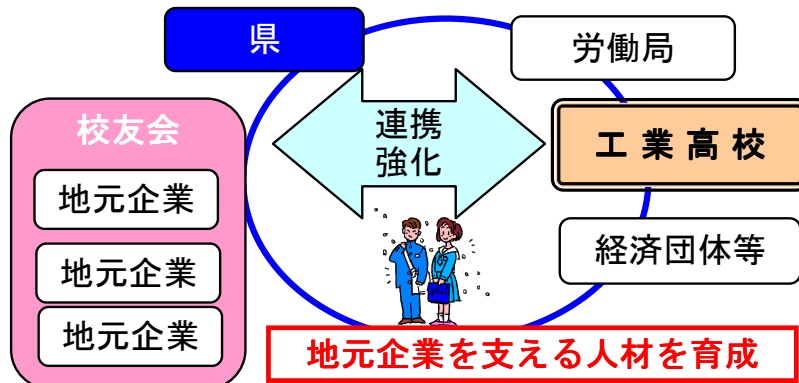 県
労働局
校友会
連携
強化
工業高校
地元企業
地元企業
経済団体等
地元企業
地元企業を支える人材を育成